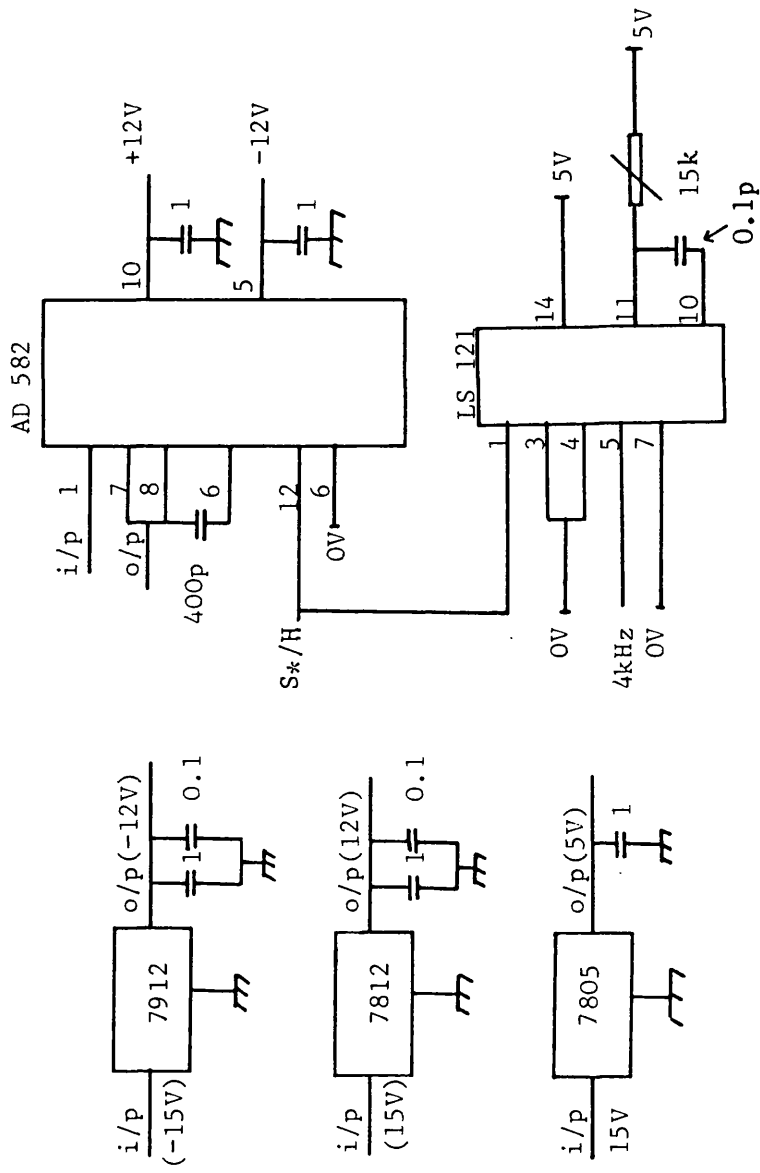 AD 582
i/p
1
7
o/p
8
400p
6
S*/H
12
6
0V
10
+12V
1
5
-12V
1
LS 121
1
3
4
0V
5
4kHz
7
0V
14
5V
11
15k
5V
10
0.1p
i/p
(-15V)
7912
o/p(-12V)
1
0.1
i/p
(15V)
7812
o/p(12V)
1
0.1
i/p
15V
7805
o/p(5V)
1